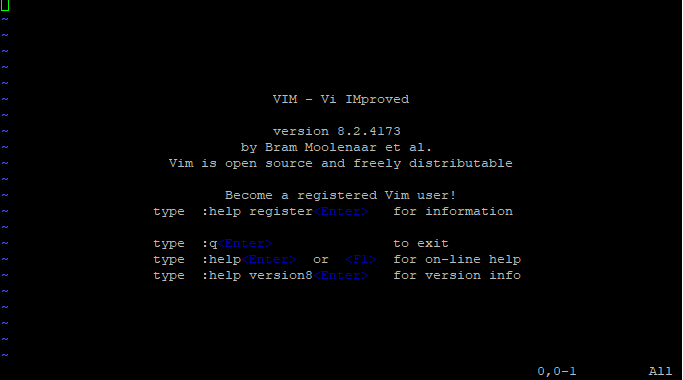 ~
~
~
~
~
~
VIM - Vi IMproved
~
~
version 8.2.4173
~
by Bram Moolenaar et al.
~
Vim is open source and freely distributable
~
~
Become a registered Vim user!
~
type :help register<Enter> for information
~
~
type :q<Enter> to exit
~
type :help<Enter> or <F1> for on-line help
~
type :help version8<Enter> for version info
~
~
~
~
~
0,0-1 All